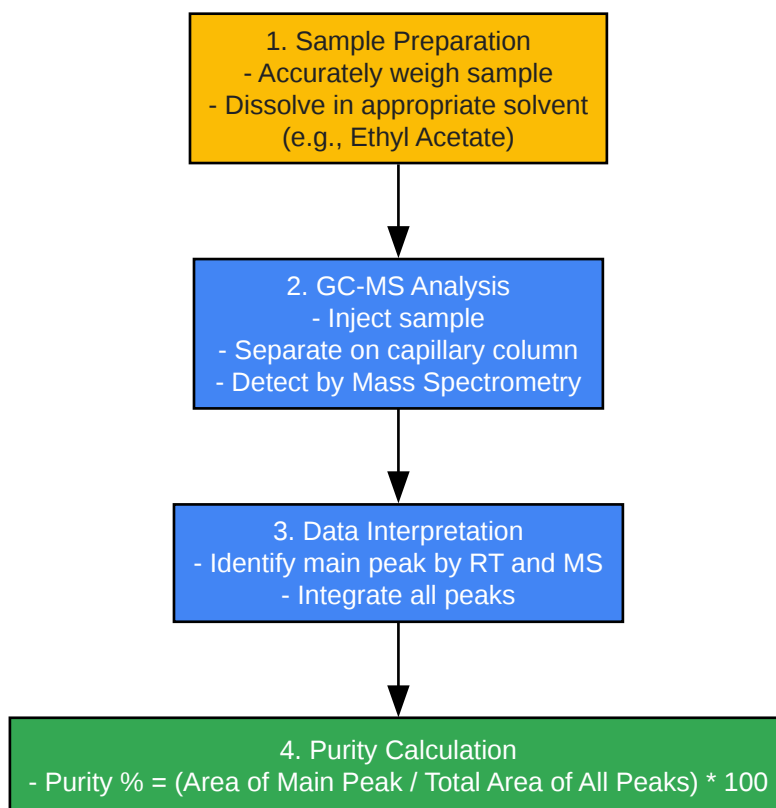 1. Sample Preparation
- Accurately weigh sample
- Dissolve in appropriate solvent
(e.g., Ethyl Acetate)
2. GC-MS Analysis
- Inject sample
- Separate on capillary column
- Detect by Mass Spectrometry
3. Data Interpretation
- Identify main peak by RT and MS
- Integrate all peaks
4. Purity Calculation
- Purity % = (Area of Main Peak / Total Area of All Peaks) * 100